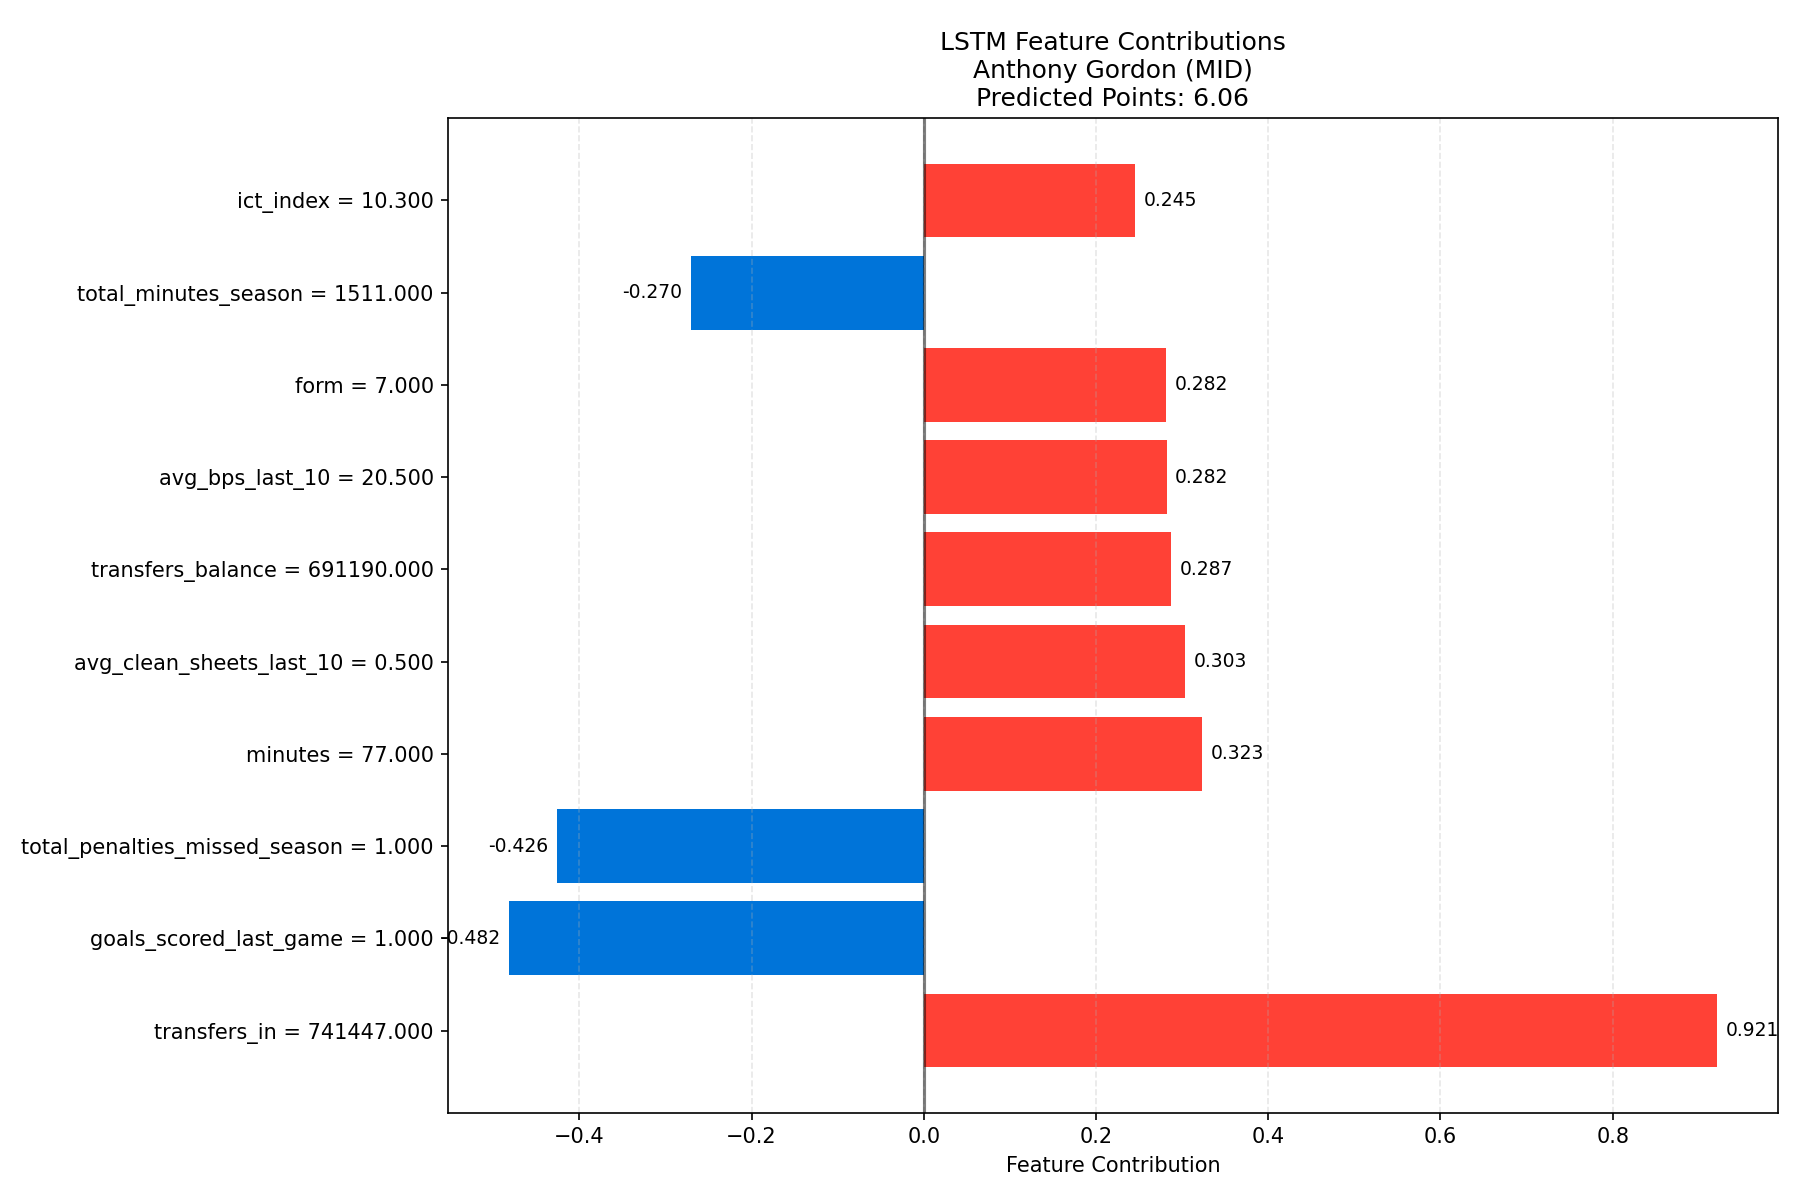 LSTM Feature Contributions
Anthony Gordon (MID)
Predicted Points: 6.06
ict_index = 10.300
0.245
total_minutes_season = 1511.000
-0.270
form = 7.000
0.282
avg_bps_last_10 = 20.500
0.282
transfers_balance = 691190.000
0.287
avg_clean_sheets_last_10 = 0.500
0.303
minutes = 77.000
0.323
total_penalties_missed_season = 1.000
-0.426
goals_scored_last_game = 1.000
-0.482
transfers_in = 741447.000
0.921
−0.4 −0.2 0.0 0.2 0.4 0.6 0.8
Feature Contribution